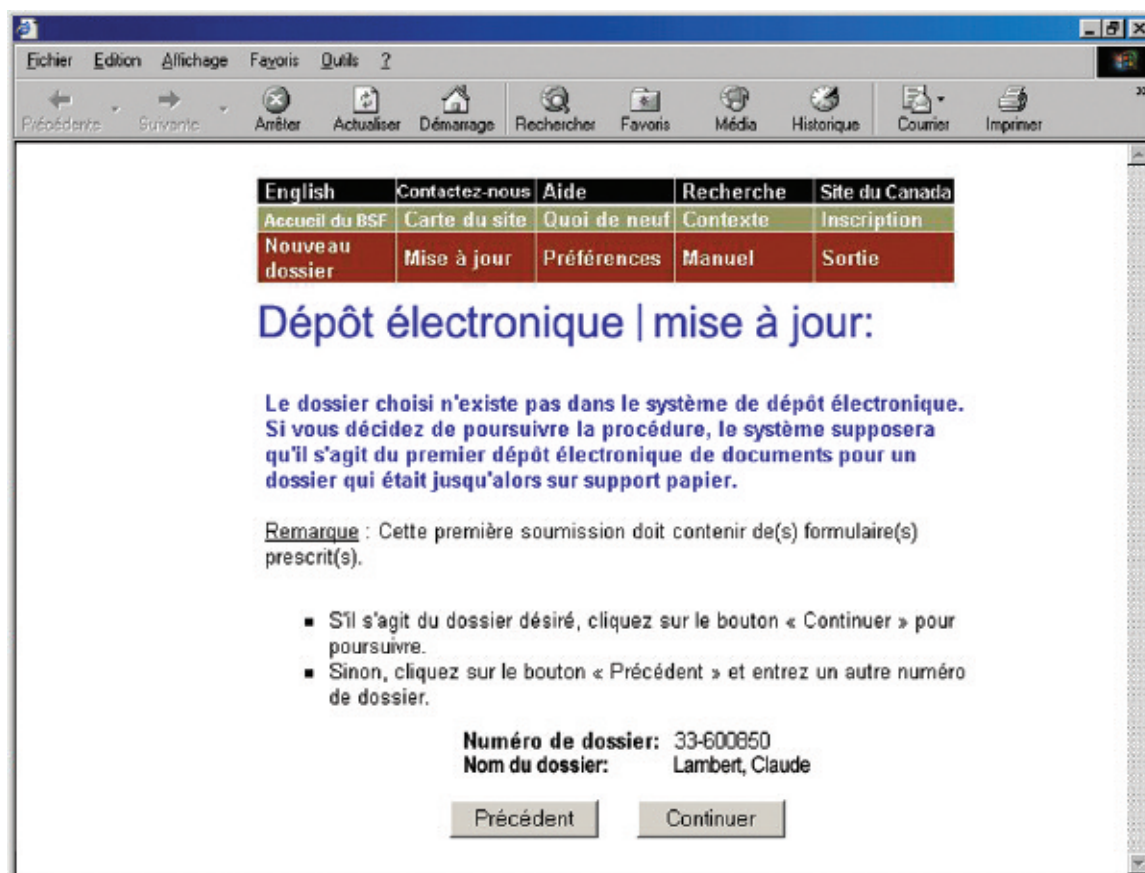 Fichier Edition Affichage Favoris Outils ?
Précédente Suivante Arrêter Actualiser Démarrage Rechercher Favoris Média Historique Courrier Imprimer
English Contactez-nous Aide Recherche Site du Canada
Accueil du BSF Carte du site Quoi de neuf Contexte Inscription
Nouveau dossier Mise à jour Préférences Manuel Sortie
Dépôt électronique | mise à jour:
Le dossier choisi n'existe pas dans le système de dépôt électronique.
Si vous décidez de poursuivre la procédure, le système supposera
qu'il s'agit du premier dépôt électronique de documents pour un
dossier qui était jusqu'alors sur support papier.
Remarque : Cette première soumission doit contenir de(s) formulaire(s)
prescrit(s).
S'il s'agit du dossier désiré, cliquez sur le bouton « Continuer » pour
poursuivre.
Sinon, cliquez sur le bouton « Précédent » et entrez un autre numéro
de dossier.
Numéro de dossier: 33-600850
Nom du dossier: Lambert, Claude
Précédent Continuer